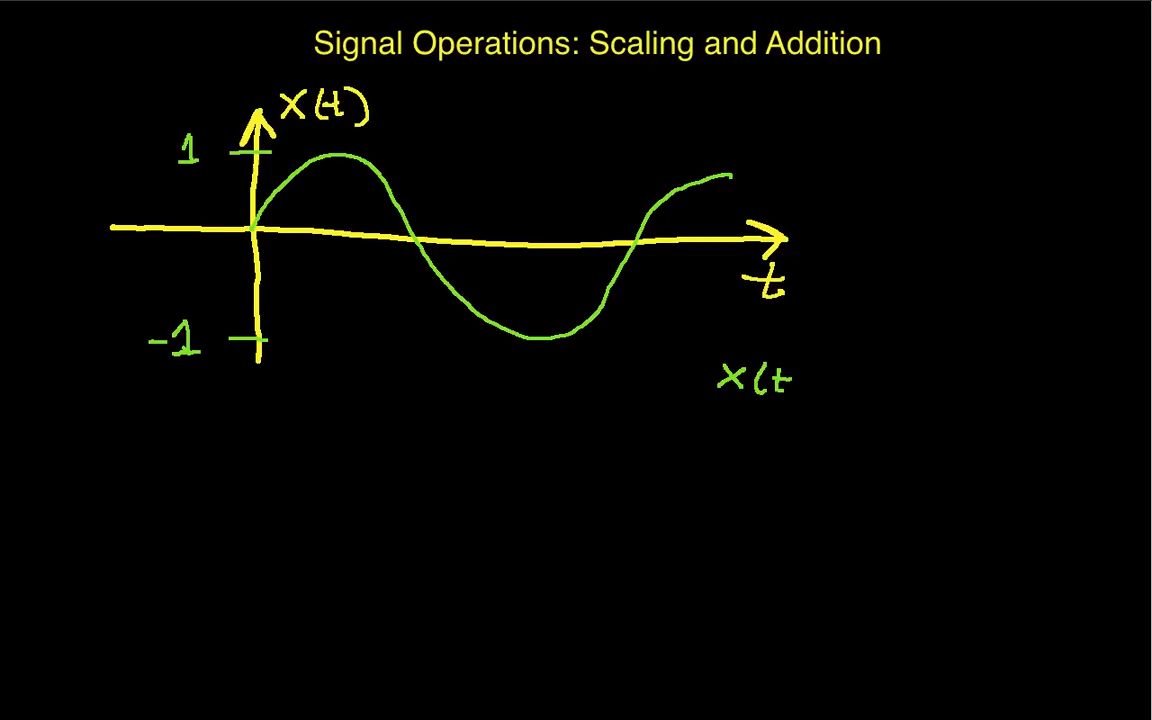 Signal Operations: Scaling and Addition
x(t)
1
-1
t
x(t